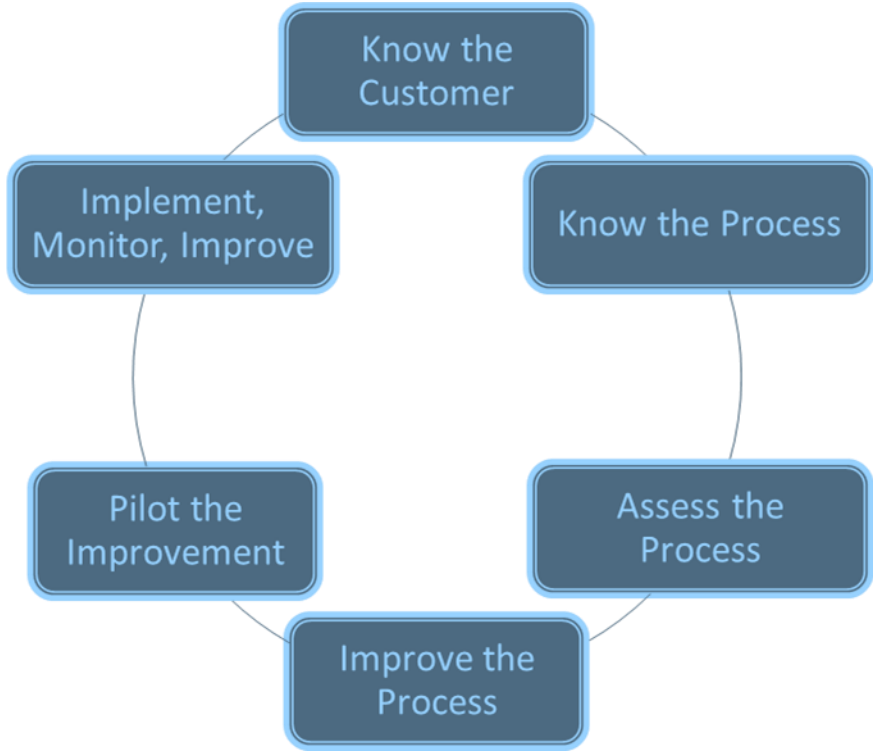 Know the
Customer
Know the Process
Assess the
Process
Improve the
Process
Pilot the
Improvement
Implement,
Monitor, Improve